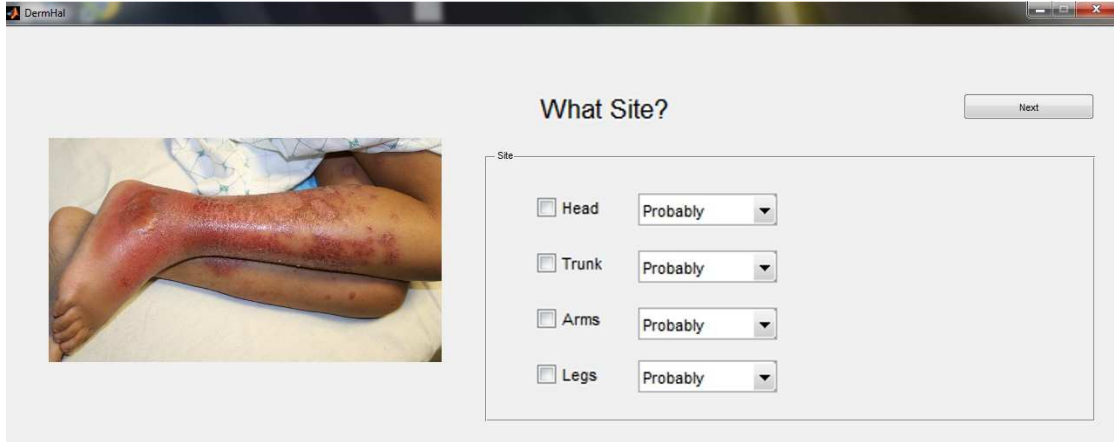 DermHal
What Site?
Next
Site
Head Probably
Trunk Probably
Arms Probably
Legs Probably